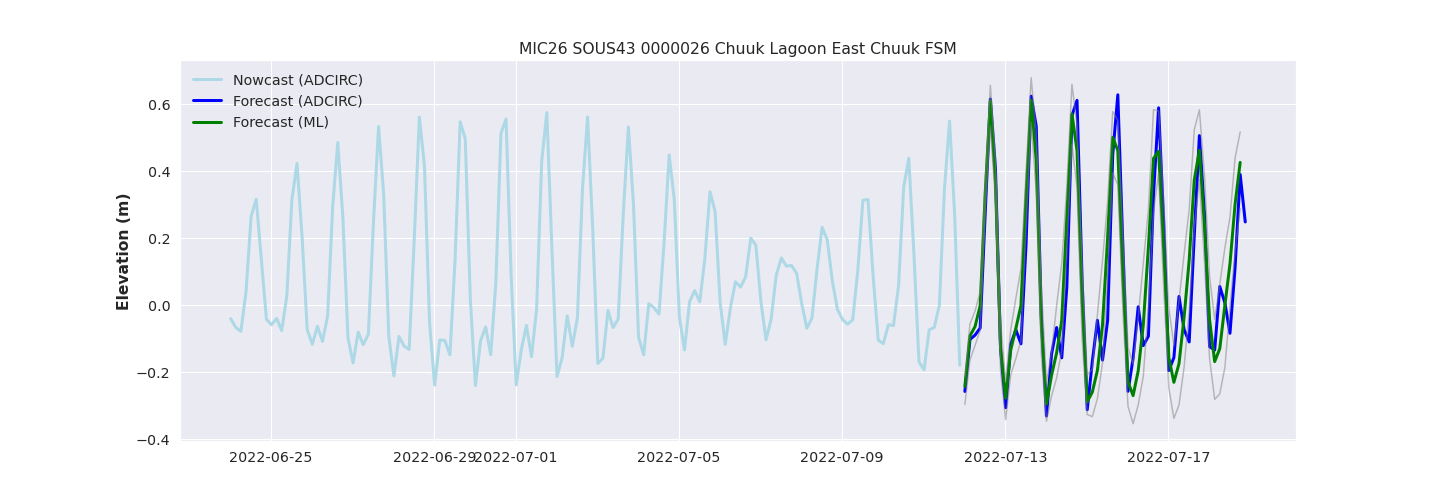 MIC26 SOUS43 0000026 Chuuk Lagoon East Chuuk FSM
Nowcast (ADCIRC)
Forecast (ADCIRC)
Forecast (ML)
Elevation (m)
0.6
0.4
0.2
0.0
−0.2
−0.4
2022-06-25 2022-06-29 2022-07-01 2022-07-05 2022-07-09 2022-07-13 2022-07-17